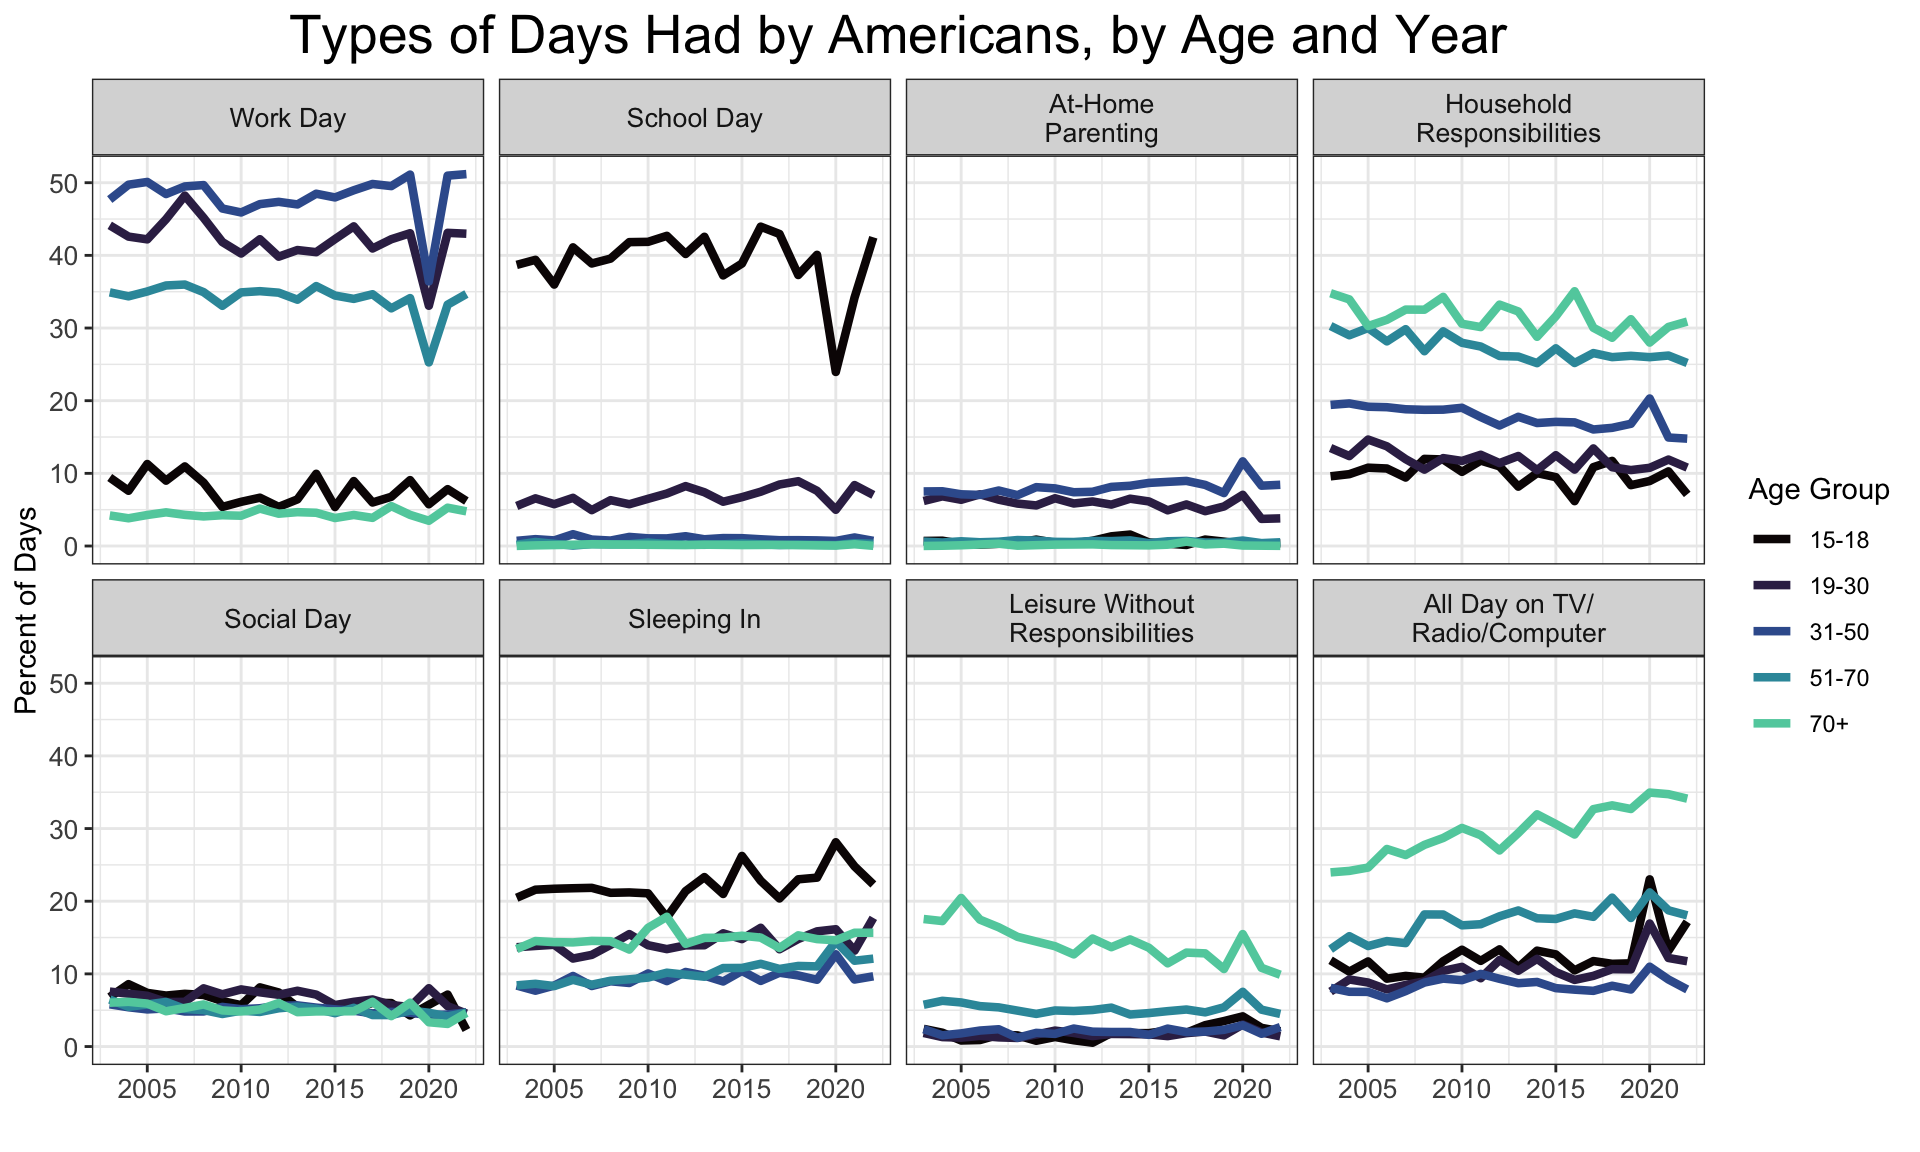 Types of Days Had by Americans, by Age and Year
Work Day
School Day
At-Home
Parenting
Household
Responsibilities
50
40
30
20
10
0
Percent of Days
Social Day
Sleeping In
Leisure Without
Responsibilities
All Day on TV/
Radio/Computer
50
40
30
20
10
0
2005 2010 2015 2020
2005 2010 2015 2020
2005 2010 2015 2020
2005 2010 2015 2020
Age Group
15-18
19-30
31-50
51-70
70+